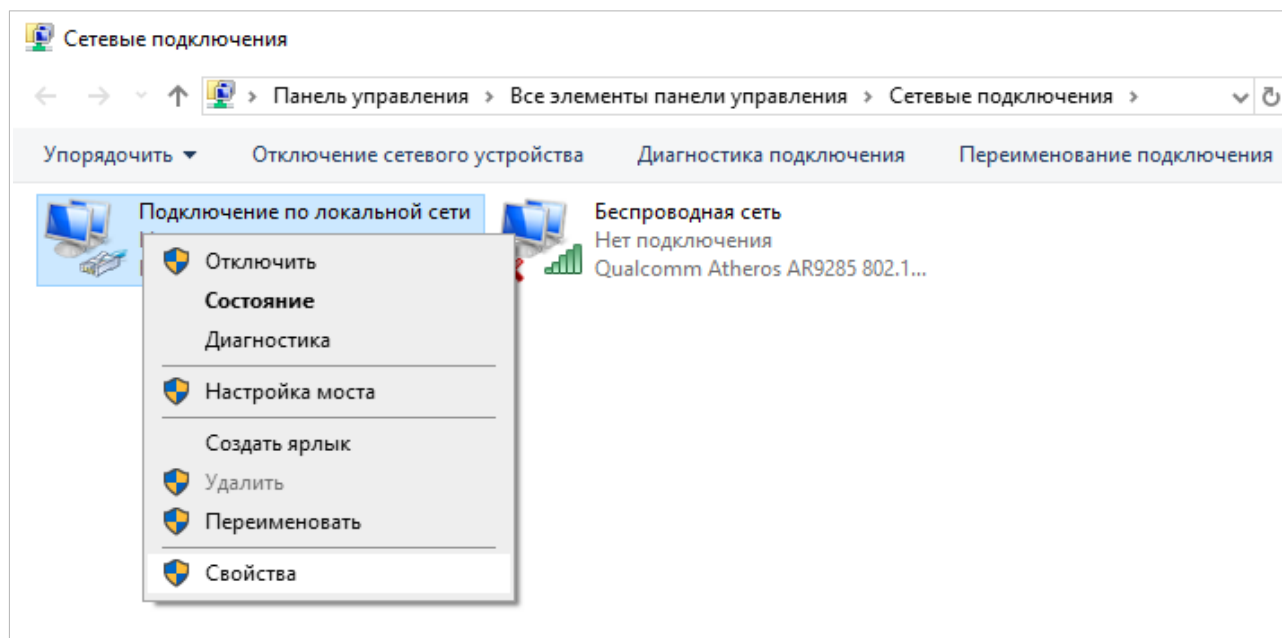 Сетевые подключения
Панель управления > Все элементы панели управления > Сетевые подключения >
Упорядочить Отключение сетевого устройства Диагностика подключения Переименование подключения
Подключение по локальной сети
Беспроводная сеть
Нет подключения
Qualcomm Atheros AR9285 802.1...
Отключить
Состояние
Диагностика
Настройка моста
Создать ярлык
Удалить
Переименовать
Свойства